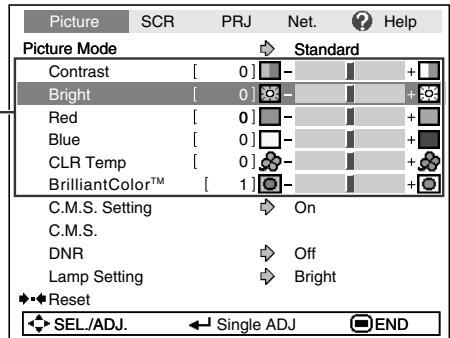 Picture SCR PRJ Net. ? Help
Picture Mode Standard
Contrast [ 0] - +
Bright [ 0] - +
Red [ 0] - +
Blue [ 0] - +
CLR Temp [ 0] - +
BrilliantColor™ [ 1] - +
C.M.S. Setting On
C.M.S.
DNR Off
Lamp Setting Bright
Reset
SEL./ADJ. Single ADJ END